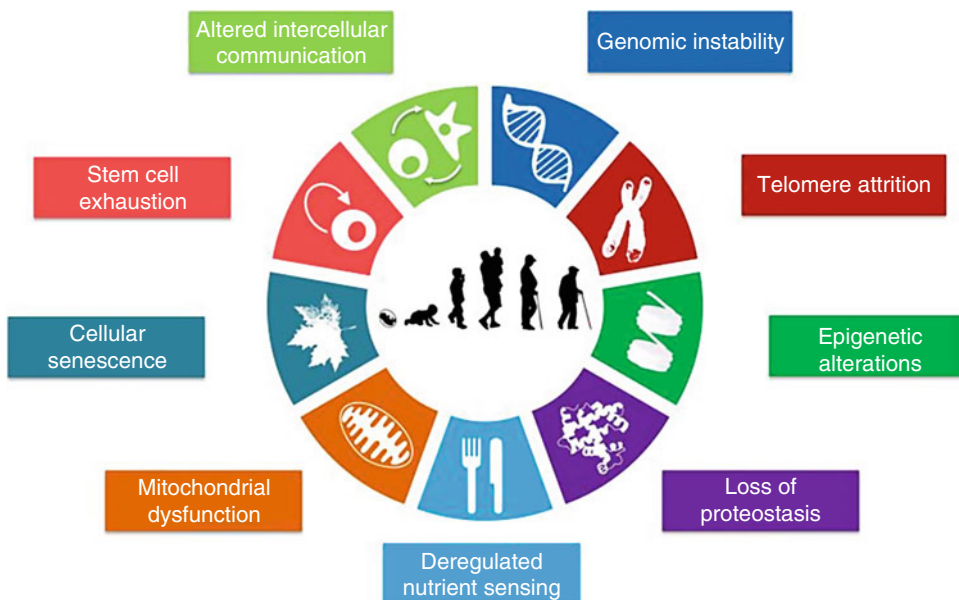 Altered intercellular
communication
Genomic instability
Stem cell
exhaustion
Telomere attrition
Cellular
senescence
Epigenetic
alterations
Mitochondrial
dysfunction
Loss of
proteostasis
Deregulated
nutrient sensing